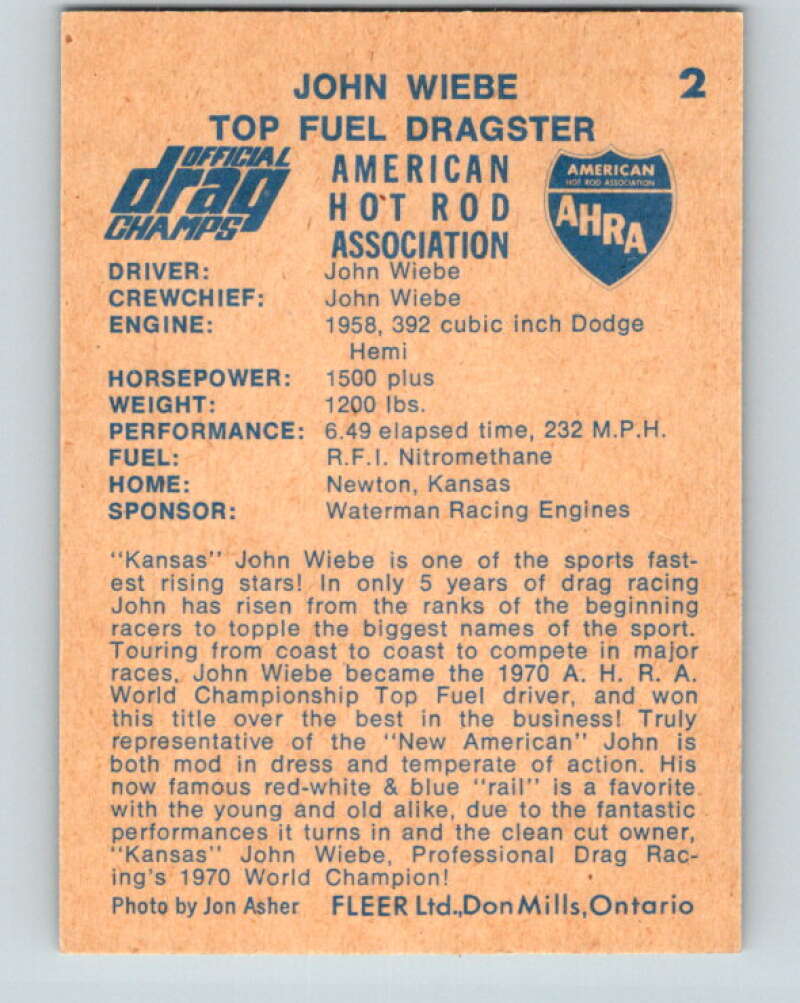 JOHN WIEBE 2
TOP FUEL DRAGSTER
OFFICIAL
drag
CHAMPS
AMERICAN
HOT ROD
ASSOCIATION
AMERICAN
HOT ROD ASSOCIATION
AHRA
DRIVER: John Wiebe
CREWCHIEF: John Wiebe
ENGINE: 1958, 392 cubic inch Dodge
Hemi
HORSEPOWER: 1500 plus
WEIGHT: 1200 lbs.
PERFORMANCE: 6.49 elapsed time, 232 M.P.H.
FUEL: R.F.I. Nitromethane
HOME: Newton, Kansas
SPONSOR: Waterman Racing Engines
"Kansas" John Wiebe is one of the sports fast-
est rising stars! In only 5 years of drag racing
John has risen from the ranks of the beginning
racers to topple the biggest names of the sport.
Touring from coast to coast to compete in major
races, John Wiebe became the 1970 A. H. R. A.
World Championship Top Fuel driver, and won
this title over the best in the business! Truly
representative of the "New American" John is
both mod in dress and temperate of action. His
now famous red-white & blue "rail" is a favorite
with the young and old alike, due to the fantastic
performances it turns in and the clean cut owner,
"Kansas" John Wiebe, Professional Drag Rac-
ing's 1970 World Champion!
Photo by Jon Asher FLEER Ltd., Don Mills, Ontario